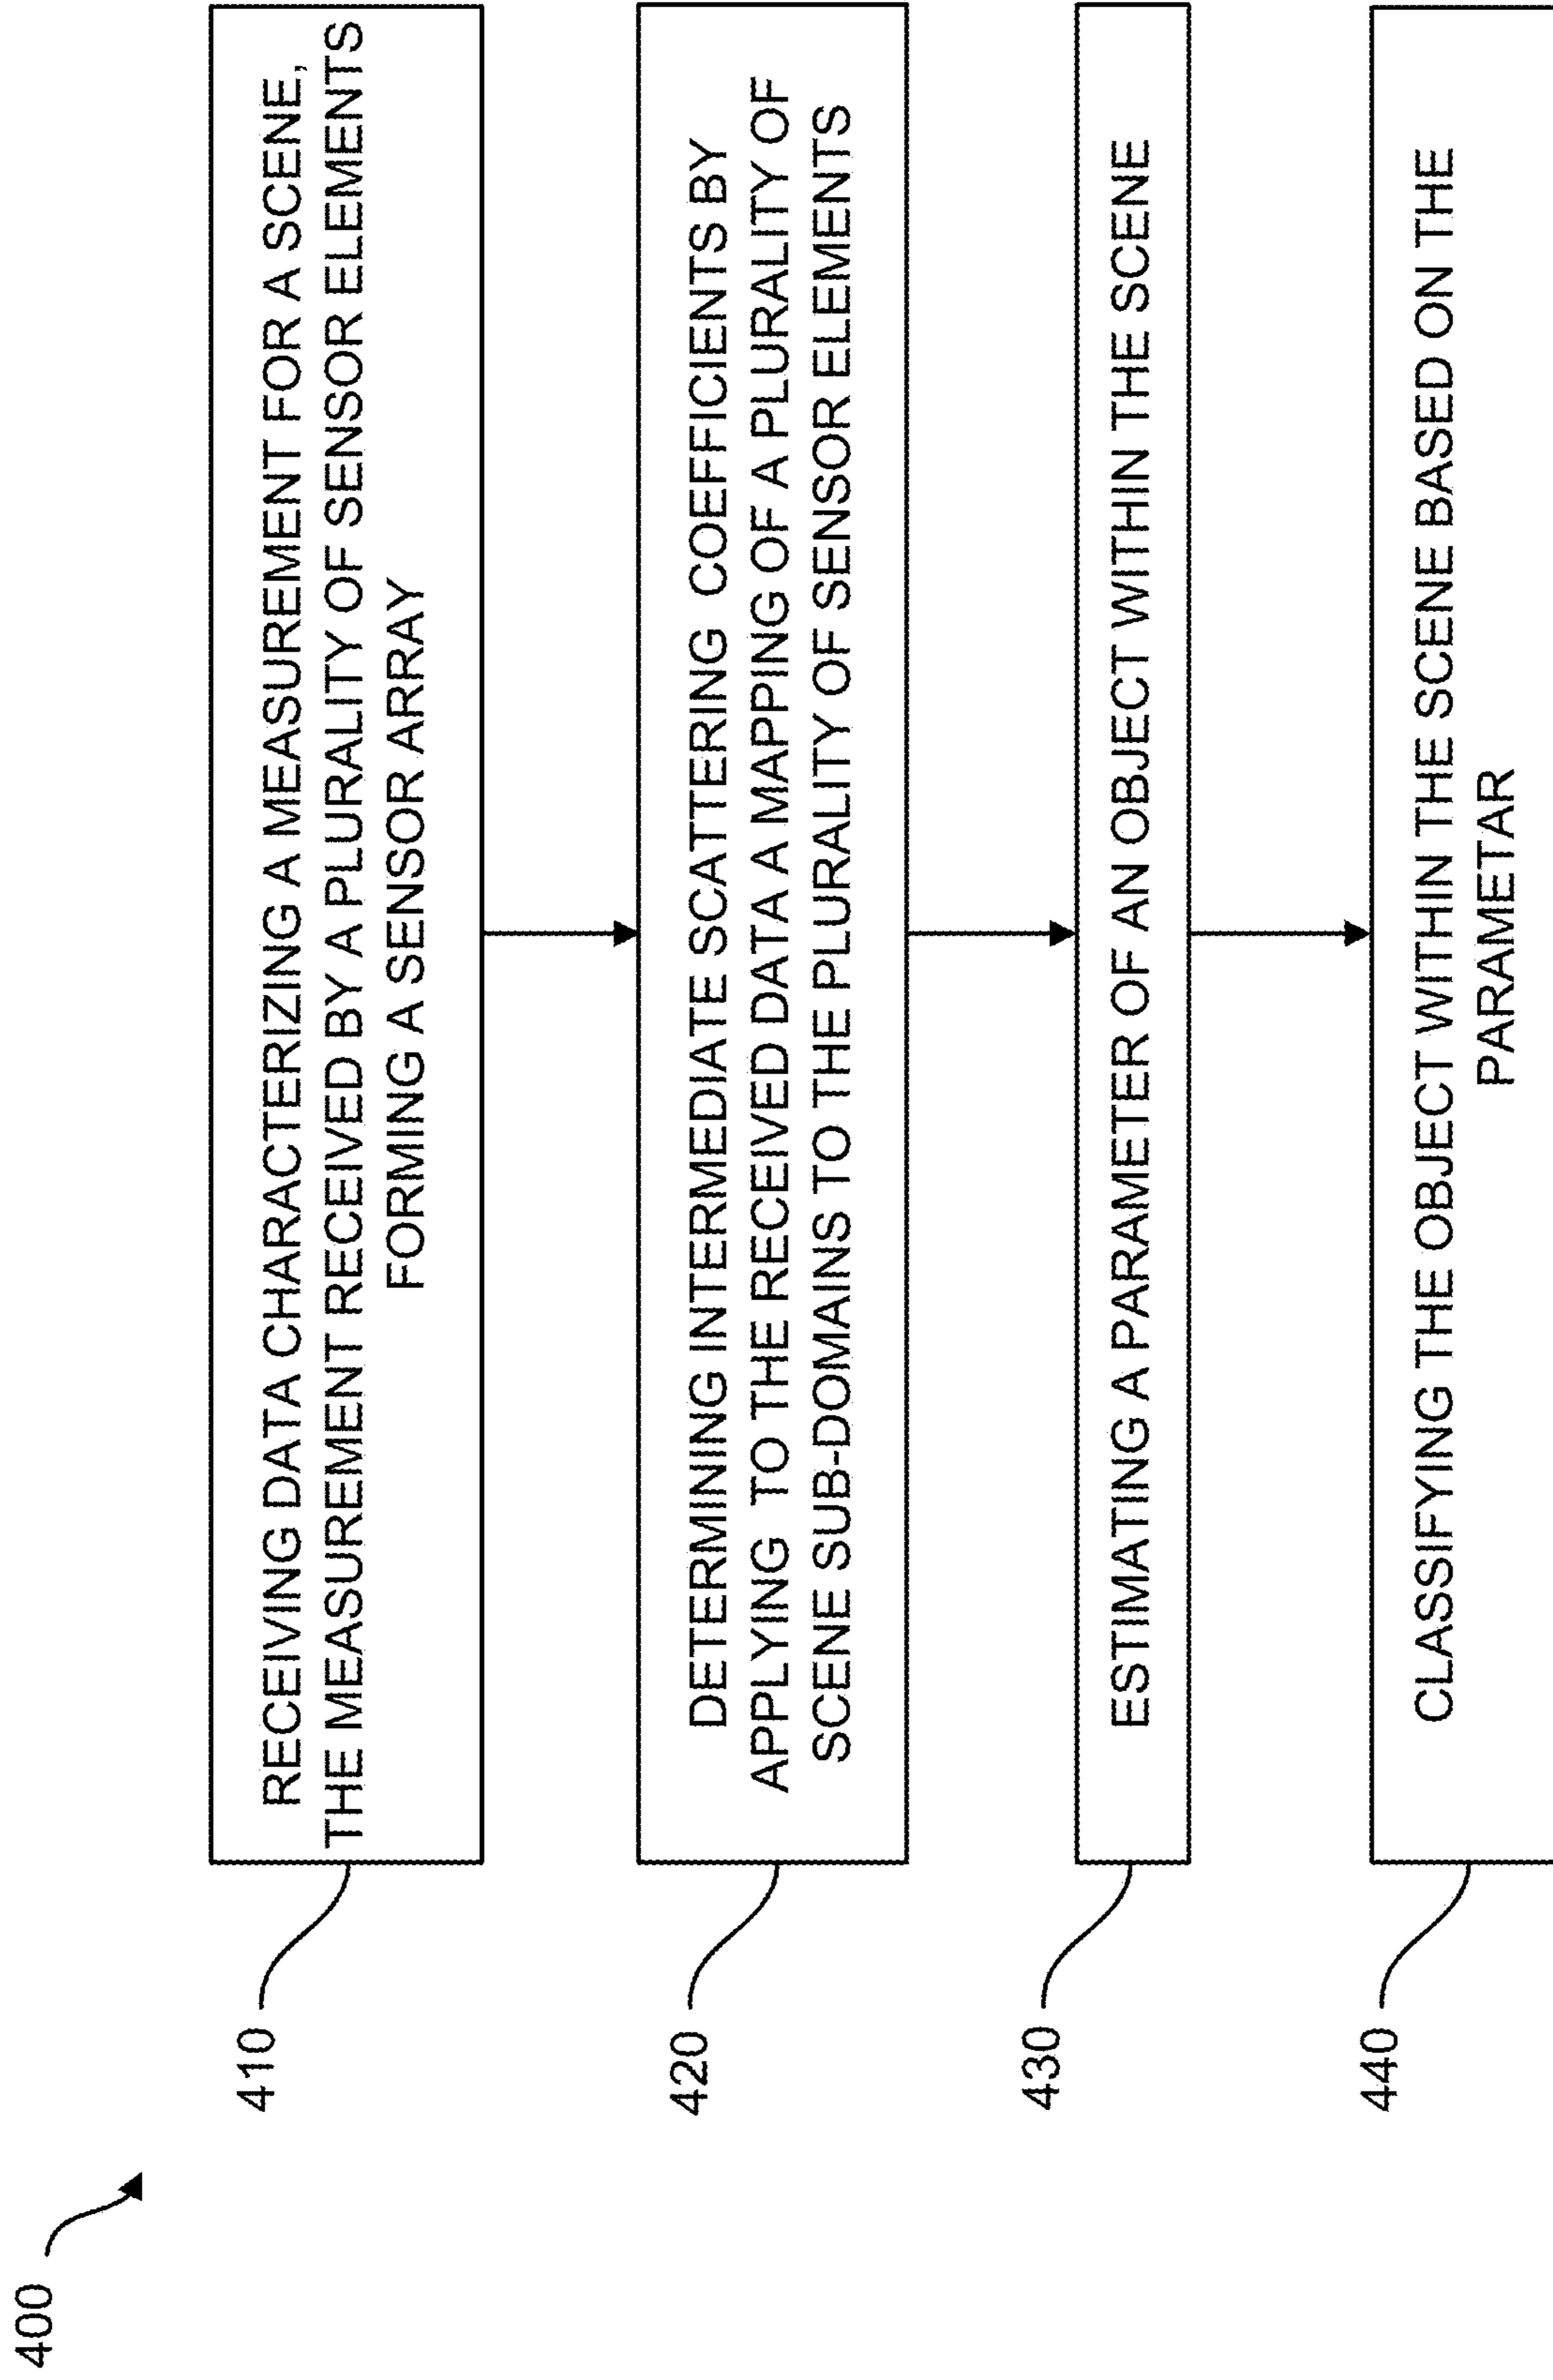 400
410
RECEIVING DATA CHARACTERIZING A MEASUREMENT FOR A SCENE,
THE MEASUREMENT RECEIVED BY A PLURALITY OF SENSOR ELEMENTS
FORMING A SENSOR ARRAY
420
DETERMINING INTERMEDIATE SCATTERING COEFFICIENTS BY
APPLYING TO THE RECEIVED DATA A MAPPING OF A PLURALITY OF
SCENE SUB-DOMAINS TO THE PLURALITY OF SENSOR ELEMENTS
430
ESTIMATING A PARAMETER OF AN OBJECT WITHIN THE SCENE
440
CLASSIFYING THE OBJECT WITHIN THE SCENE BASED ON THE
PARAMETAR